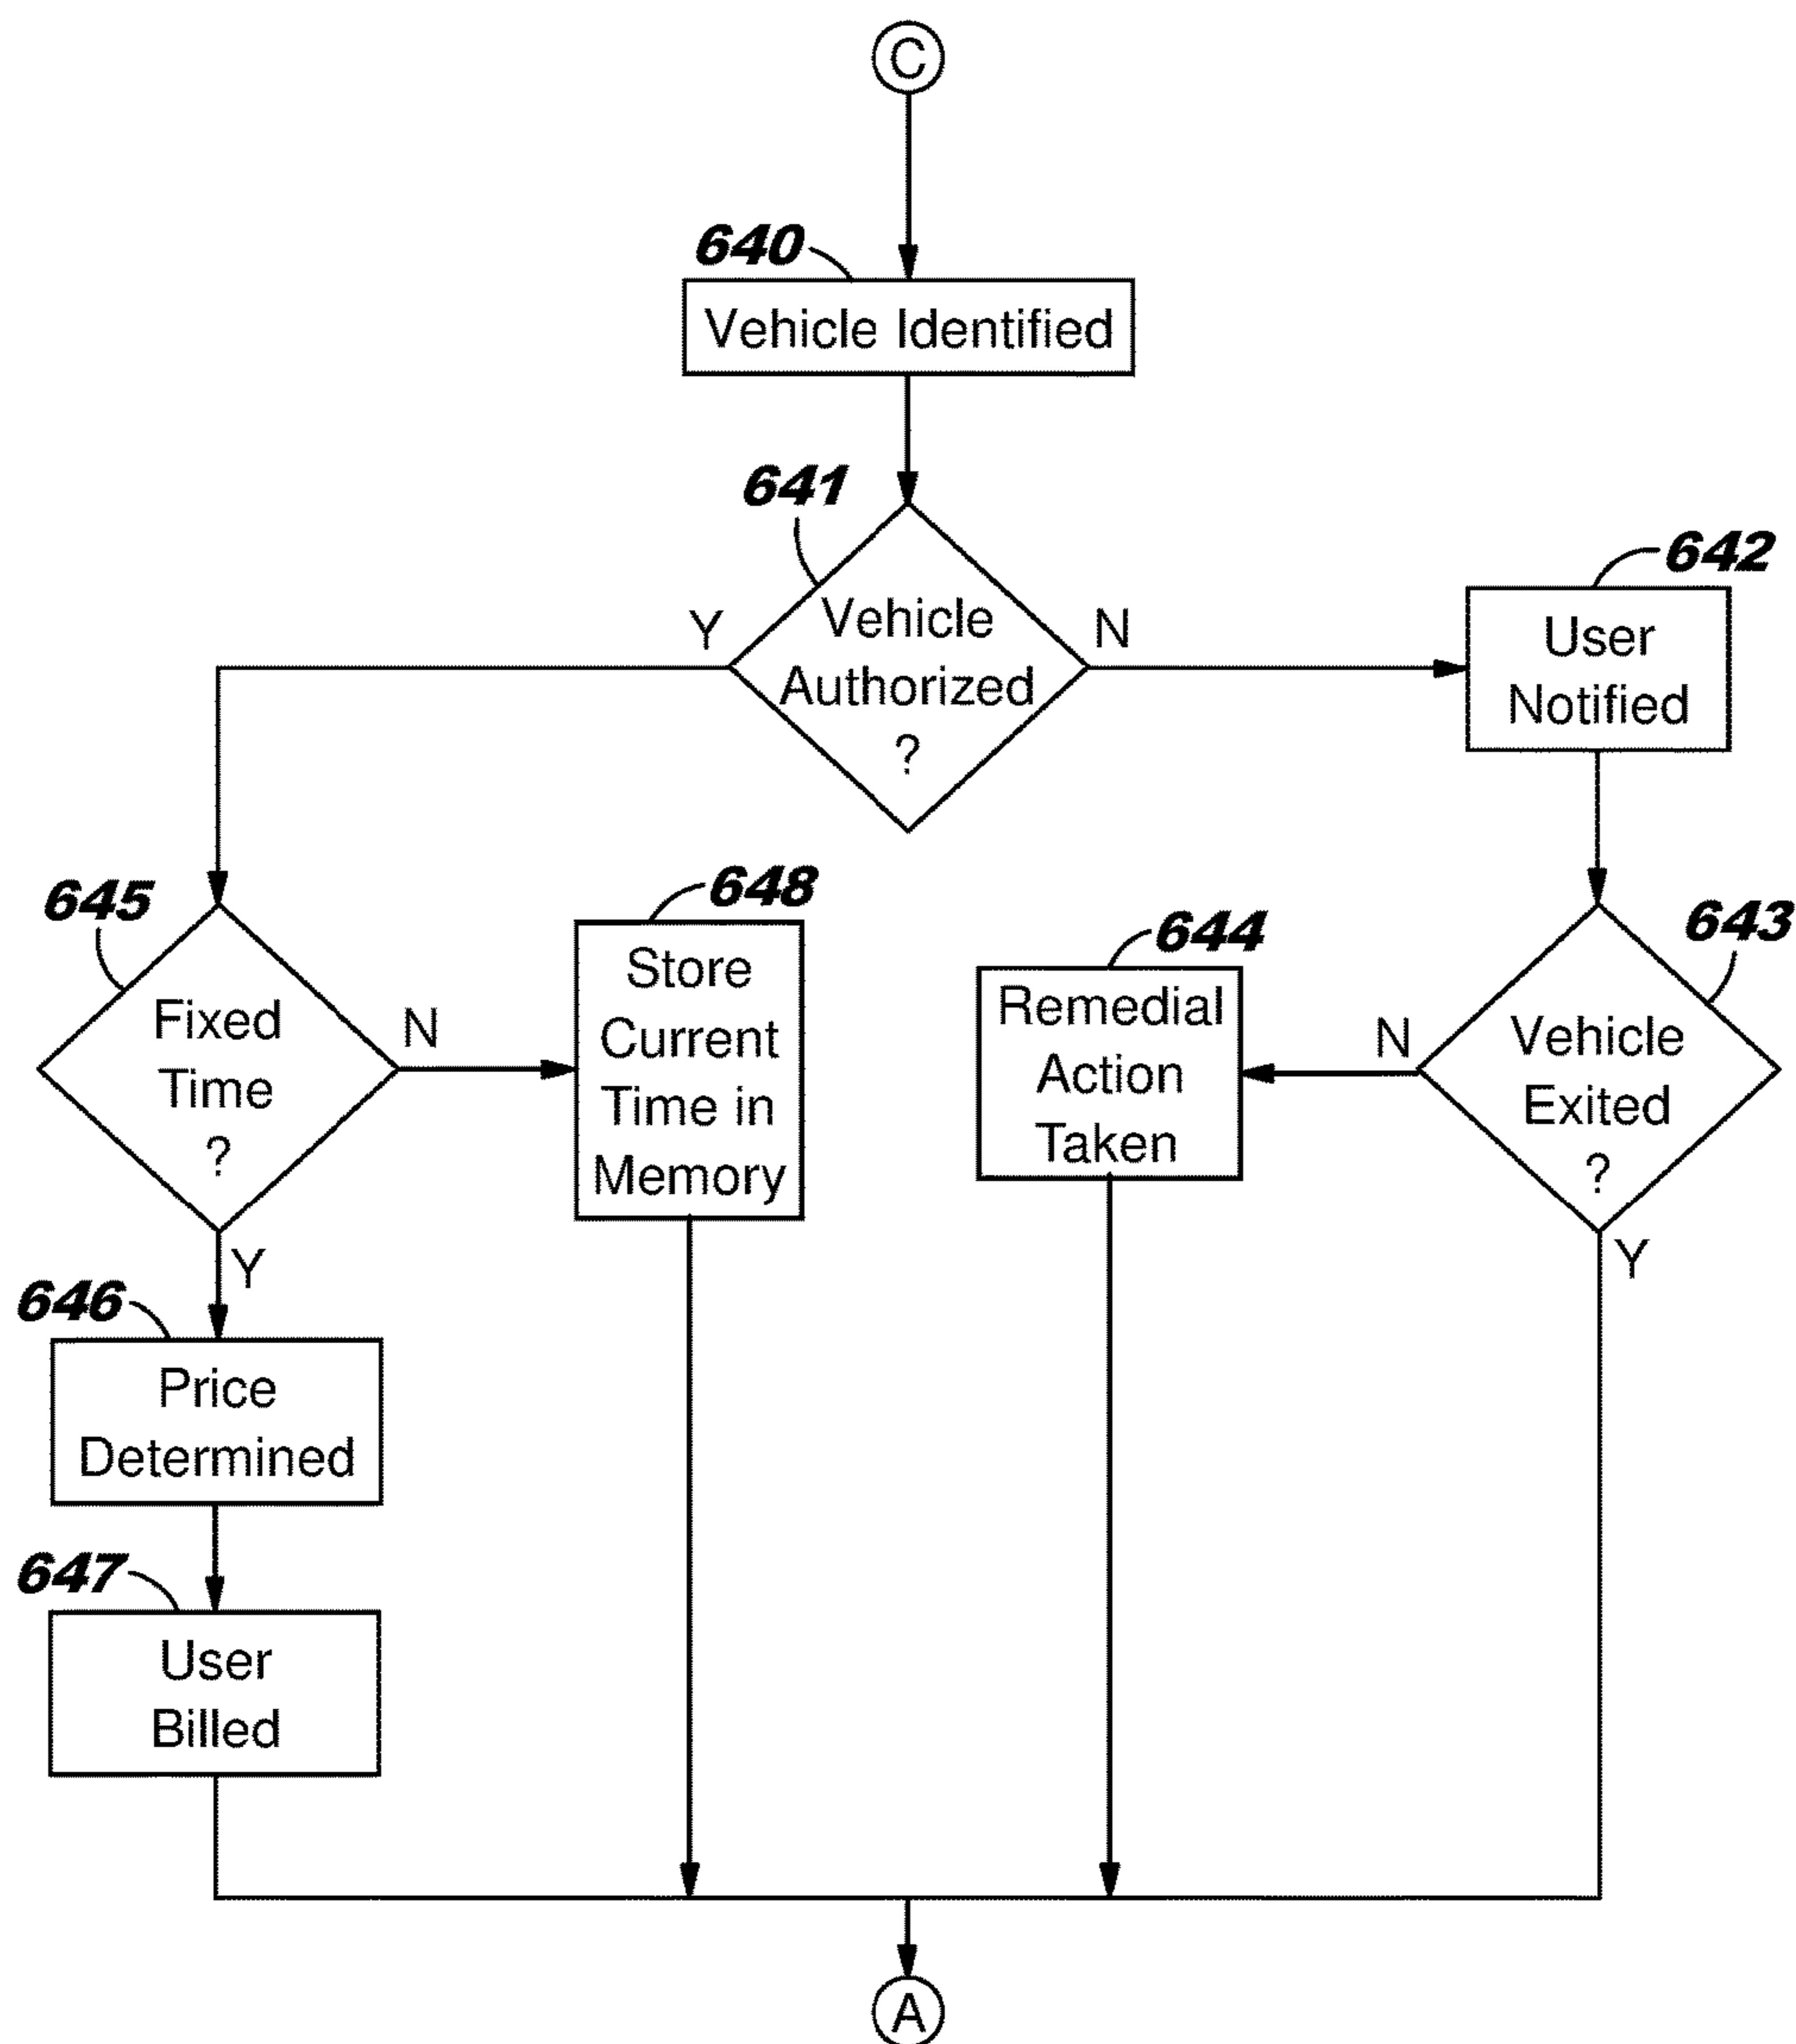 C
640
Vehicle Identified
641
Y
Vehicle
Authorized
?
N
642
User
Notified
645
Fixed
Time
?
N
Y
648
Store
Current
Time in
Memory
644
Remedial
Action
Taken
643
N
Vehicle
Exited
?
Y
646
Price
Determined
647
User
Billed
A